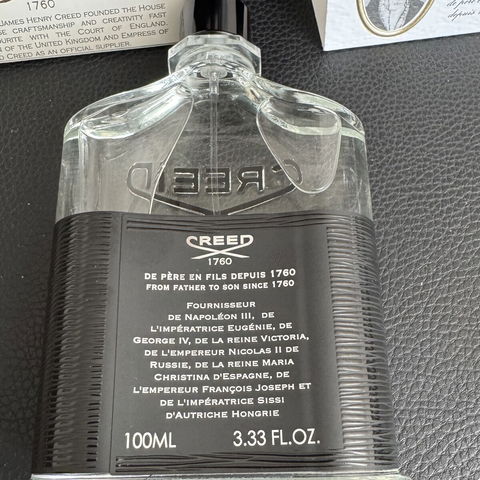 1760
JAMES HENRY CREED FOUNDED THE HOUSE
CRAFTSMANSHIP AND CREATIVITY FAST
WITH THE COURT OF ENGLAND.
OF THE UNITED KINGDOM AND EMPRESS OF
CREED AS AN OFFICIAL SUPPLIER.
depuis
CREED
CREED
1760
DE PÈRE EN FILS DEPUIS 1760
FROM FATHER TO SON SINCE 1760
FOURNISSEUR
DE NAPOLÉON III, DE
L'IMPÉRATRICE EUGÉNIE, DE
GEORGE IV, DE LA REINE VICTORIA,
DE L'EMPEREUR NICOLAS II DE
RUSSIE, DE LA REINE MARIA
CHRISTINA D'ESPAGNE, DE
L'EMPEREUR FRANÇOIS JOSEPH ET
DE L'IMPÉRATRICE SISSI
D'AUTRICHE HONGRIE
100ML 3.33 FL.OZ.